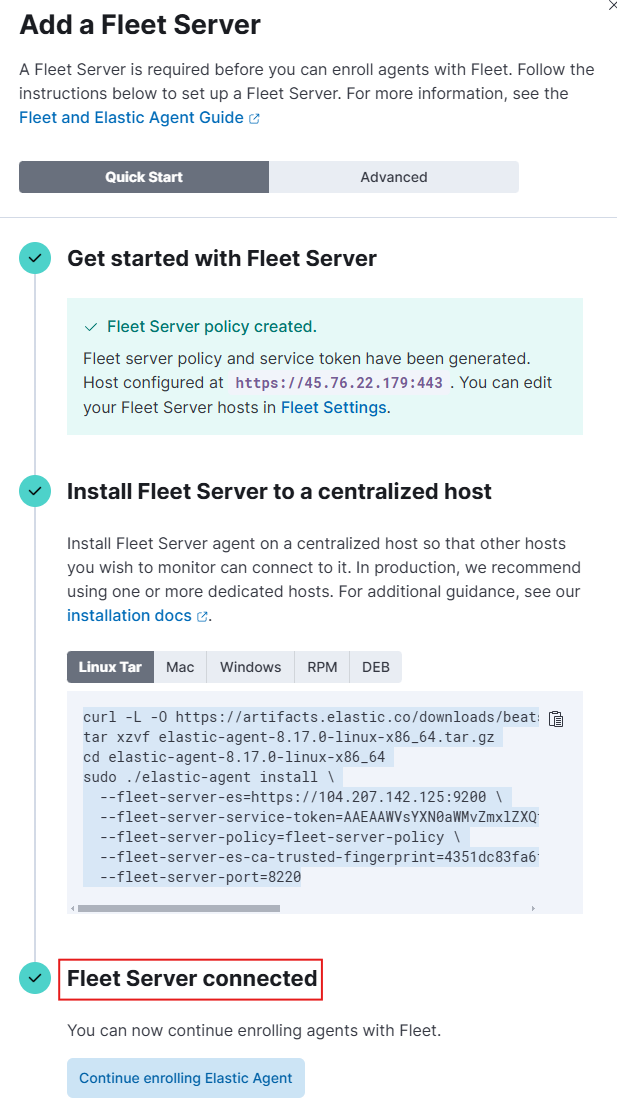 Add a Fleet Server
A Fleet Server is required before you can enroll agents with Fleet. Follow the
instructions below to set up a Fleet Server. For more information, see the
Fleet and Elastic Agent Guide
Quick Start
Advanced
Get started with Fleet Server
Fleet Server policy created.
Fleet server policy and service token have been generated.
Host configured at https://45.76.22.179:443 . You can edit
your Fleet Server hosts in Fleet Settings.
Install Fleet Server to a centralized host
Install Fleet Server agent on a centralized host so that other hosts
you wish to monitor can connect to it. In production, we recommend
using one or more dedicated hosts. For additional guidance, see our
installation docs.
Linux Tar
Mac
Windows
RPM
DEB
curl -L -O https://artifacts.elastic.co/downloads/beats
tar xzvf elastic-agent-8.17.0-linux-x86_64.tar.gz
cd elastic-agent-8.17.0-linux-x86_64
sudo ./elastic-agent install \
--fleet-server-es=https://104.207.142.125:9200 \
--fleet-server-service-token=AAEAAWVsYXN0aWMvZmxlZXQ
--fleet-server-policy=fleet-server-policy \
--fleet-server-es-ca-trusted-fingerprint=4351dc83fa6
--fleet-server-port=8220
Fleet Server connected
You can now continue enrolling agents with Fleet.
Continue enrolling Elastic Agent